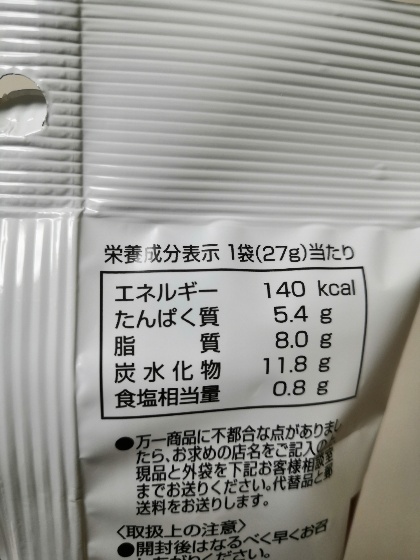 栄養成分表示 1袋(27g)当たり
エネルギー 140 kcal
たんぱく質 5.4 g
脂質 8.0 g
炭水化物 11.8 g
食塩相当量 0.8 g
●万一商品に不都合な点がありまし
たら、お求めの店名をご記入の
現品と外袋を下記お客様相談室
までお送りください。代替品と
送料をお送りします。
〈取扱上の注意〉
●開封後はなるべく早くお召